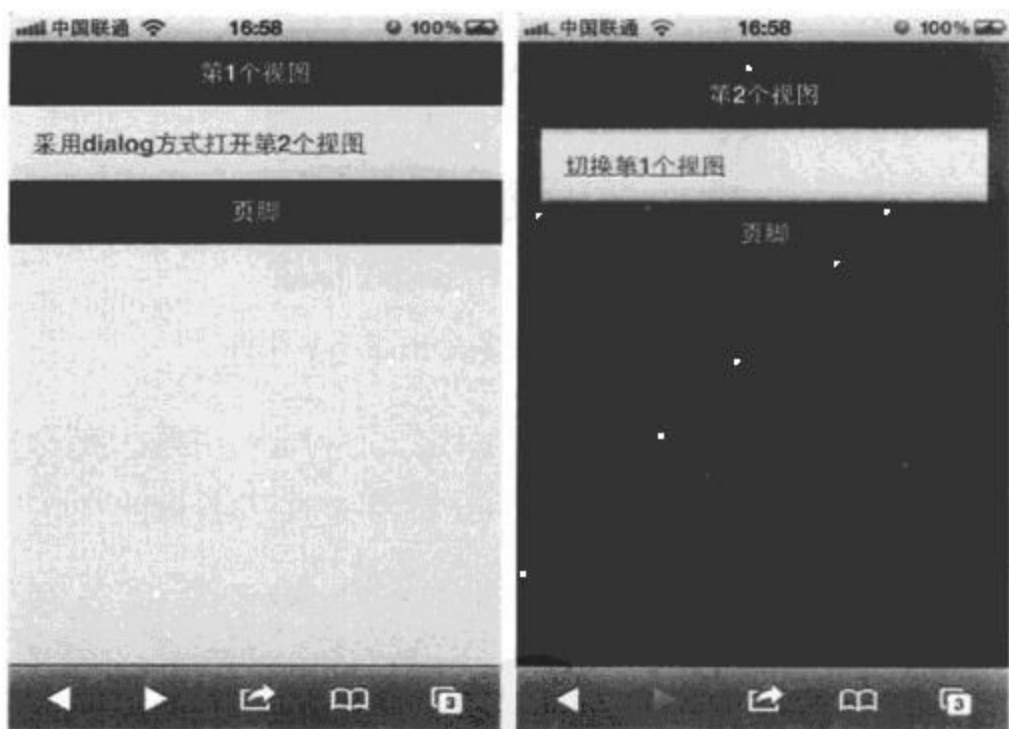 中国联通 16:58 100%
第1个视图
采用dialog方式打开第2个视图
页脚
3
中国联通 16:58 100%
第2个视图
切换第1个视图
页脚
3